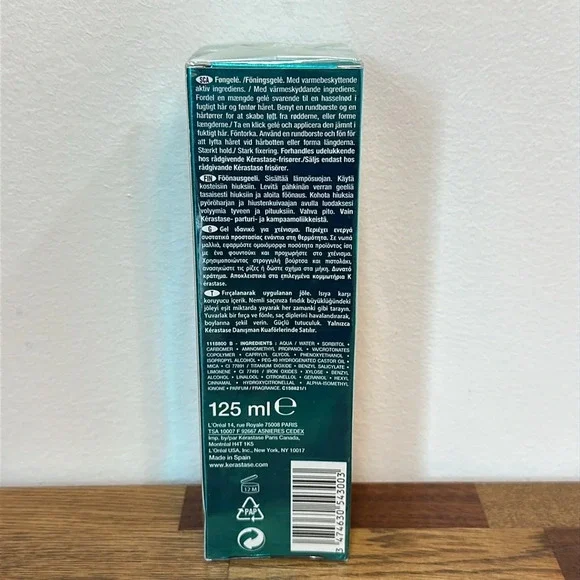 SCA Føngelé. /Föningsgelé. Med varmebeskyttende
aktiv ingrediens. / Med värmeskyddande ingrediens.
Fordel en mængde gelé svarende til en hasselnød i
fugtigt hår og føntør håret. Benyt en rundbørste og en
hårtørrer for at skabe løft fra rødderne, eller forme
længderne./ Ta en klick gelé och applicera den jämnt i
fuktigt hår. Föntorka. Använd en rundborste och fön för
att lyfta håret vid hårbotten eller forma längderna.
Stærkt hold./ Stark fixering. Forhandles udelukkende
hos rådgivende Kérastase-frisører./Säljs endast hos
rådgivande Kérastase frisörer.
FIN Föönausgeeli. Sisältää lämpösuojan. Käytä
kosteisiin hiuksiin. Levitä pähkinän verran geeliä
tasaisesti hiuksiin ja aloita föönaus. Kohota hiuksia
pyöröharjan ja hiustenkuivaajan avulla luodaksesi
volyymia tyveen ja pituuksiin. Vahva pito. Vain
Kérastase- parturi- ja kampaamoliikkeistä.
G Gel ιδανικό για χτένισμα. Περιέχει ενεργά
συστατικά προστασίας ενάντια στη θερμότητα. Σε νωπά
μαλλιά, εφαρμόστε ομοιόμορφα ποσότητα προϊόντος ίση
με ένα φουντούκι και προχωρήστε στο χτένισμα.
Χρησιμοποιώντας στρογγυλή βούρτσα και πιστολάκι,
ανασηκώστε τις ρίζες ή δώστε σχήμα στα μήκη. Δυνατό
κράτημα. Αποκλειστικά στα επιλεγμένα κομμωτήρια K
érastase.
T Fırçalanarak uygulanan jöle. Isıya karşı
koruyucu içerik. Nemli saçınıza fındık büyüklüğündeki
jöleyi eşit miktarda yayarak her zamanki gibi tarayın.
Yuvarlak bir fırça ve fönle, saç diplerini havalandırarak,
boylarına şekil verin. Güçlü tutuculuk. Yalnızca
Kérastase Danışman Kuaförlerinde Satılır.
1118800 B - INGREDIENTS : AQUA / WATER • SORBITOL
• CARBOMER • AMINOMETHYL PROPANOL • VA/CROTONATES
COPOLYMER • CAPRYLYL GLYCOL • PHENOXYETHANOL •
ISOPROPYL ALCOHOL • PEG-40 HYDROGENATED CASTOR OIL •
MICA • CI 77891 / TITANIUM DIOXIDE • BENZYL SALICYLATE •
LIMONENE • CI 77491 / IRON OXIDES • XYLOSE • BENZYL
ALCOHOL • LINALOOL • CITRONELLOL • GERANIOL • HEXYL
CINNAMAL • HYDROXYCITRONELLAL • ALPHA-ISOMETHYL
IONONE • PARFUM / FRAGRANCE. C150821/1
125 ml e
L'Oréal 14, rue Royale 75008 PARIS
TSA 10007 F 92667 ASNIERES CEDEX
Imp. by/par Kérastase Paris Canada,
Montréal H4T 1K5
L'Oréal USA, Inc., New York, NY 10017
Made in Spain
www.kerastase.com
12 M
PAP
3 474630 543003